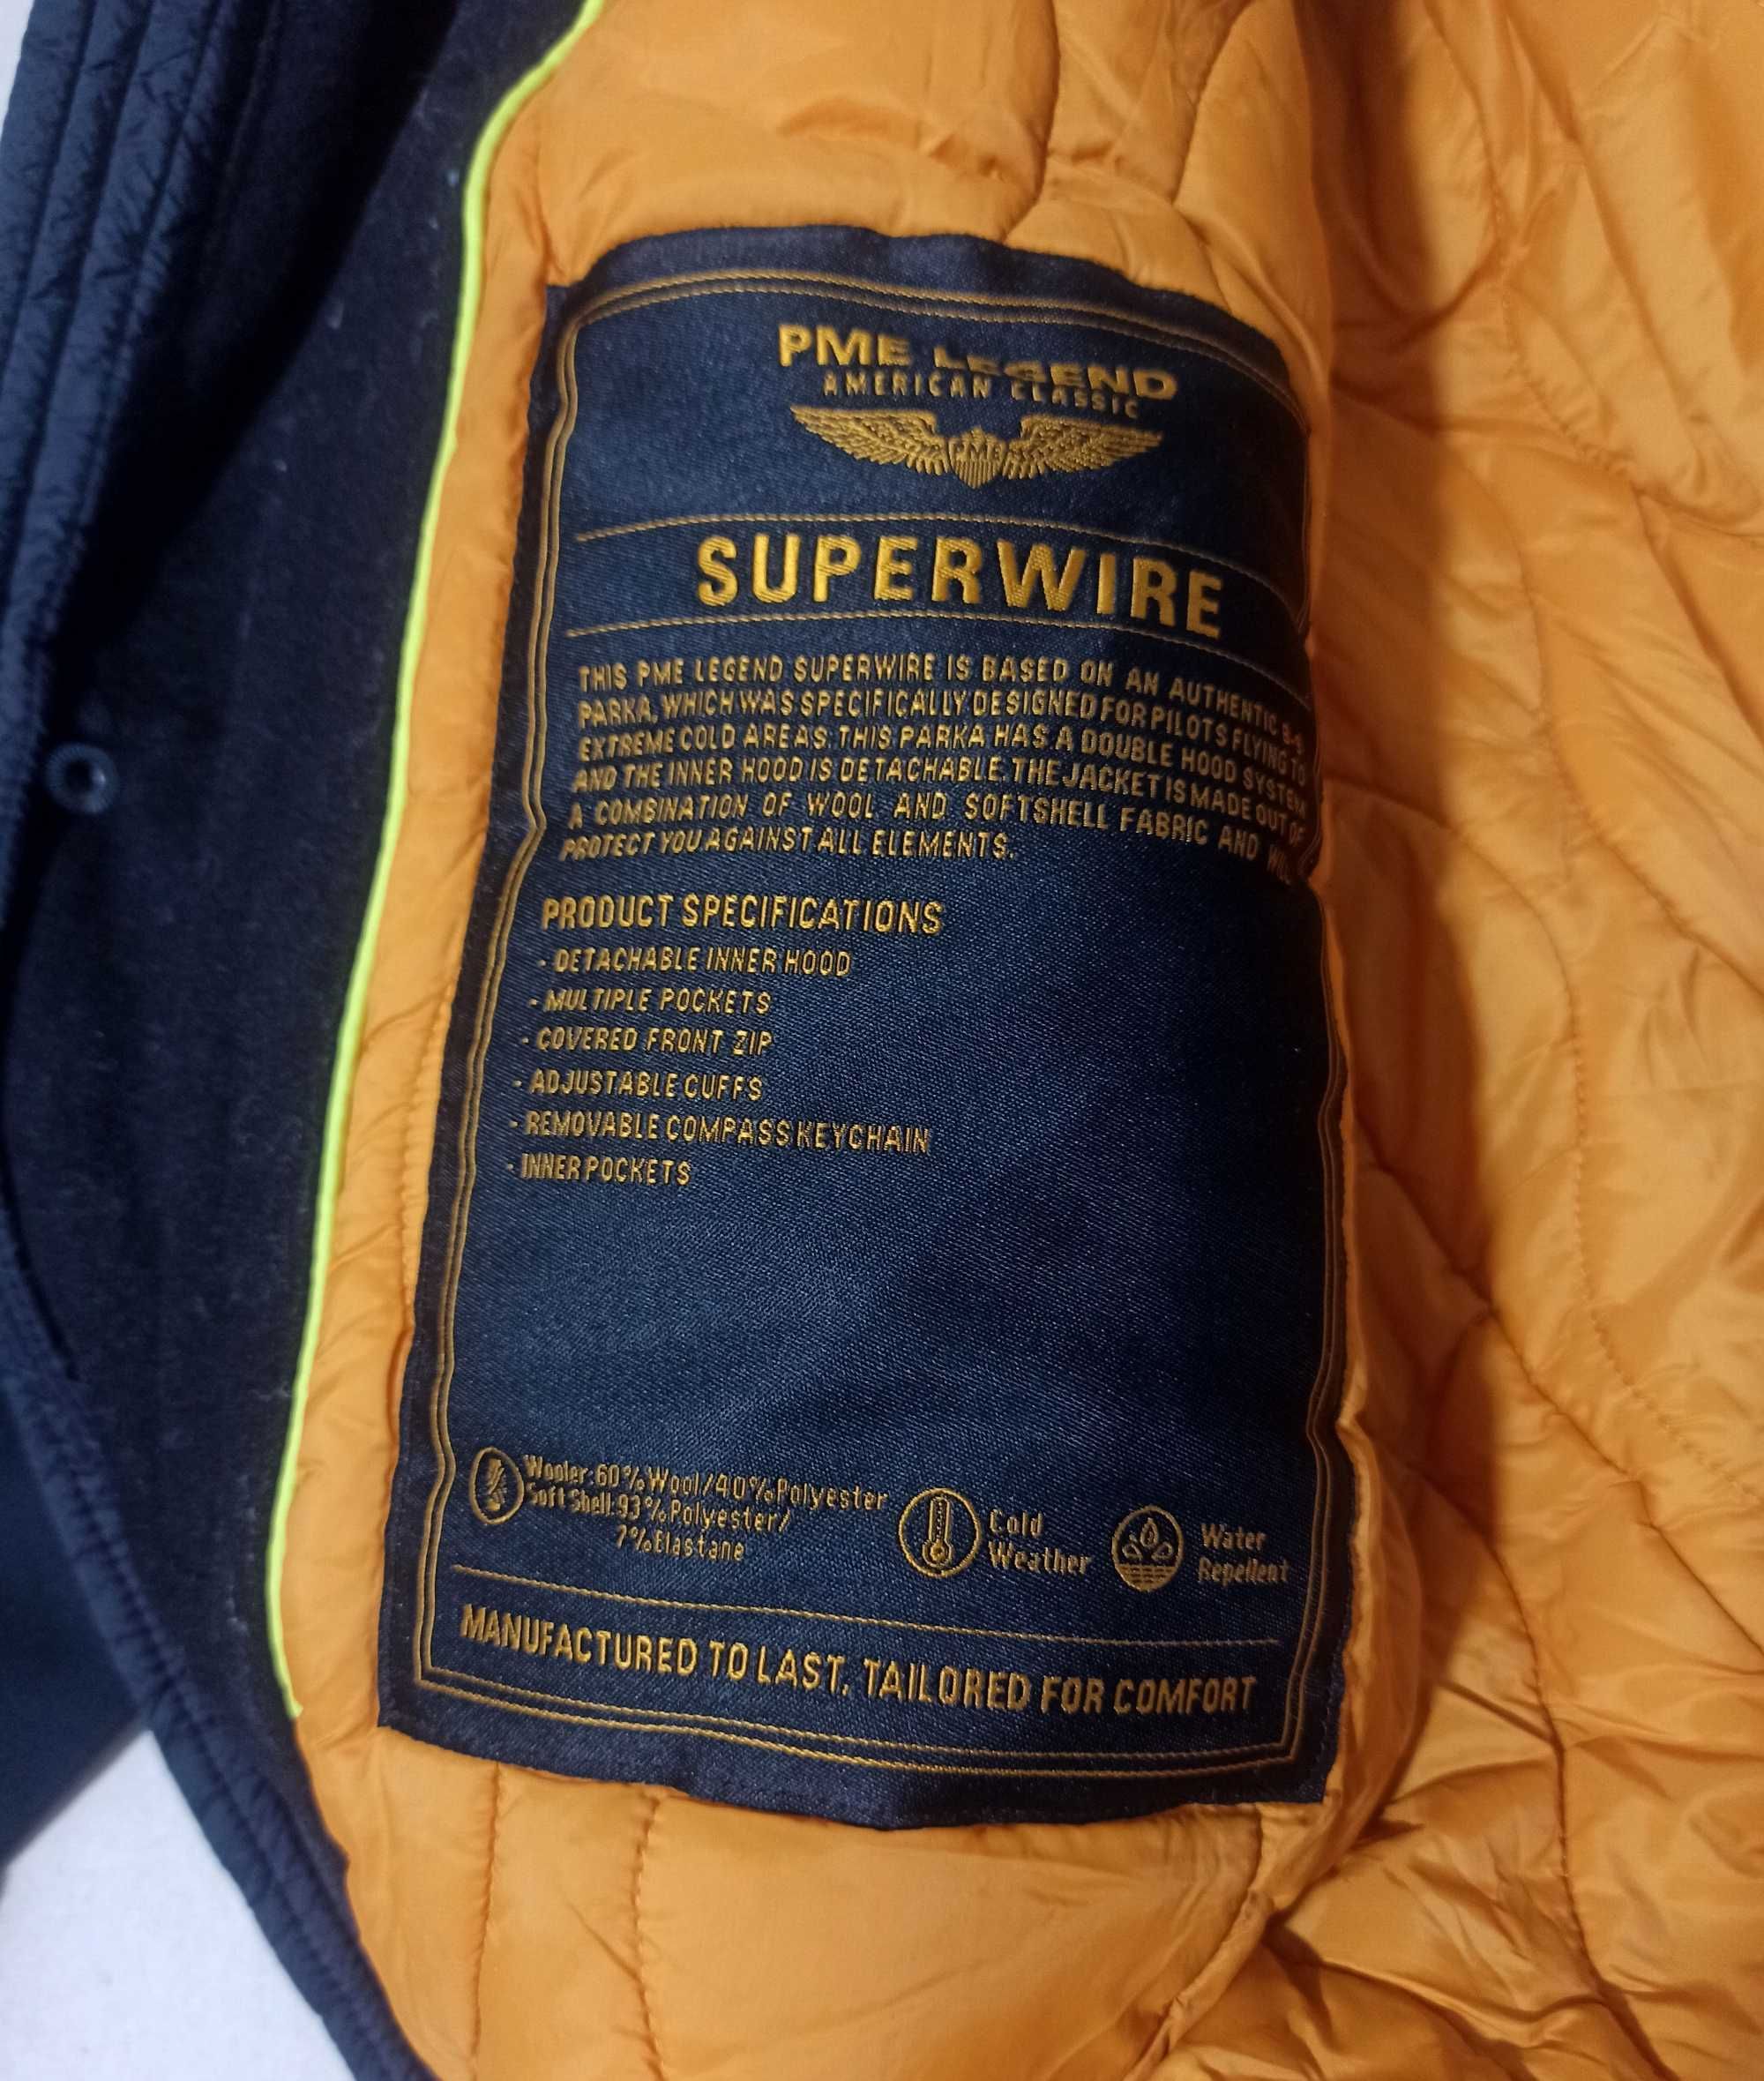 PME LEGEND
AMERICAN CLASSIC
PME
SUPERWIRE
THIS PME LEGEND SUPERWIRE IS BASED ON AN AUTHENTIC
PARKA, WHICH WAS SPECIFICALLY DESIGNED FOR PILOTS FLYING TO
EXTREME COLD AREAS. THIS PARKA HAS A DOUBLE HOOD SYSTEM
AND THE INNER HOOD IS DETACHABLE. THE JACKET IS MADE OUT OF
A COMBINATION OF WOOL AND SOFTSHELL FABRIC AND WILL
PROTECT YOU AGAINST ALL ELEMENTS.
PRODUCT SPECIFICATIONS
- DETACHABLE INNER HOOD
- MULTIPLE POCKETS
- COVERED FRONT ZIP
- ADJUSTABLE CUFFS
- REMOVABLE COMPASS KEYCHAIN
- INNER POCKETS
Wooler:60%Wool/40%Polyester
Soft Shell:93%Polyester/
7%Elastane
Cold
Weather
Water
Repellent
MANUFACTURED TO LAST, TAILORED FOR COMFORT